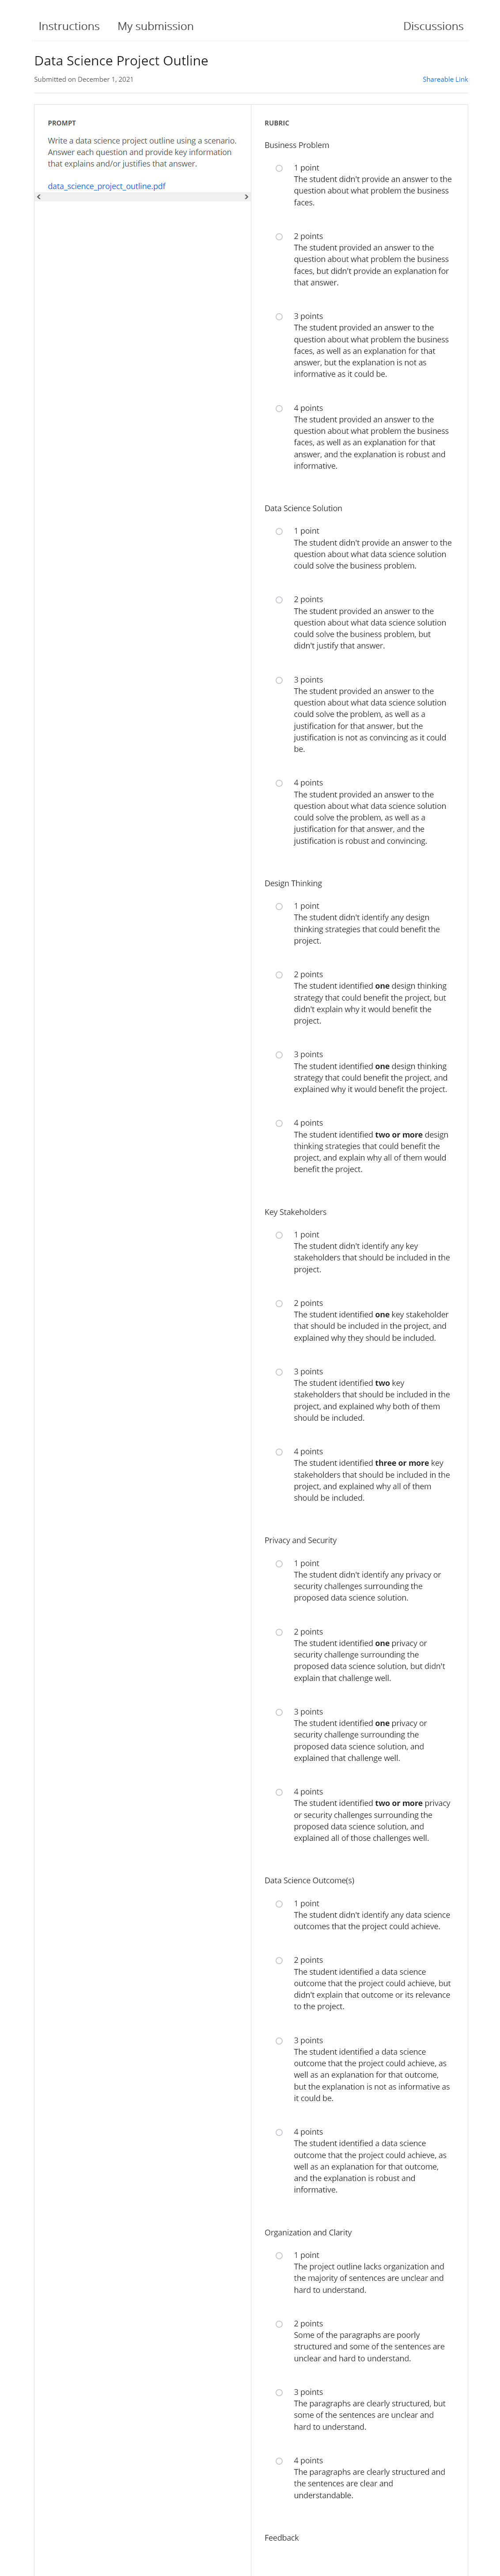 Instructions My submission Discussions
Data Science Project Outline
Submitted on December 1, 2021 Shareable Link
PROMPT
Write a data science project outline using a scenario.
Answer each question and provide key information
that explains and/or justifies that answer.
data_science_project_outline.pdf
RUBRIC
Business Problem
1 point
The student didn't provide an answer to the
question about what problem the business
faces.
2 points
The student provided an answer to the
question about what problem the business
faces, but didn't provide an explanation for
that answer.
3 points
The student provided an answer to the
question about what problem the business
faces, as well as an explanation for that
answer, but the explanation is not as
informative as it could be.
4 points
The student provided an answer to the
question about what problem the business
faces, as well as an explanation for that
answer, and the explanation is robust and
informative.
Data Science Solution
1 point
The student didn't provide an answer to the
question about what data science solution
could solve the business problem.
2 points
The student provided an answer to the
question about what data science solution
could solve the business problem, but
didn't justify that answer.
3 points
The student provided an answer to the
question about what data science solution
could solve the problem, as well as a
justification for that answer, but the
justification is not as convincing as it could
be.
4 points
The student provided an answer to the
question about what data science solution
could solve the problem, as well as a
justification for that answer, and the
justification is robust and convincing.
Design Thinking
1 point
The student didn't identify any design
thinking strategies that could benefit the
project.
2 points
The student identified one design thinking
strategy that could benefit the project, but
didn't explain why it would benefit the
project.
3 points
The student identified one design thinking
strategy that could benefit the project, and
explained why it would benefit the project.
4 points
The student identified two or more design
thinking strategies that could benefit the
project, and explain why all of them would
benefit the project.
Key Stakeholders
1 point
The student didn't identify any key
stakeholders that should be included in the
project.
2 points
The student identified one key stakeholder
that should be included in the project, and
explained why they should be included.
3 points
The student identified two key
stakeholders that should be included in the
project, and explained why both of them
should be included.
4 points
The student identified three or more key
stakeholders that should be included in the
project, and explained why all of them
should be included.
Privacy and Security
1 point
The student didn't identify any privacy or
security challenges surrounding the
proposed data science solution.
2 points
The student identified one privacy or
security challenge surrounding the
proposed data science solution, but didn't
explain that challenge well.
3 points
The student identified one privacy or
security challenge surrounding the
proposed data science solution, and
explained that challenge well.
4 points
The student identified two or more privacy
or security challenges surrounding the
proposed data science solution, and
explained all of those challenges well.
Data Science Outcome(s)
1 point
The student didn't identify any data science
outcomes that the project could achieve.
2 points
The student identified a data science
outcome that the project could achieve, but
didn't explain that outcome or its relevance
to the project.
3 points
The student identified a data science
outcome that the project could achieve, as
well as an explanation for that outcome,
but the explanation is not as informative as
it could be.
4 points
The student identified a data science
outcome that the project could achieve, as
well as an explanation for that outcome,
and the explanation is robust and
informative.
Organization and Clarity
1 point
The project outline lacks organization and
the majority of sentences are unclear and
hard to understand.
2 points
Some of the paragraphs are poorly
structured and some of the sentences are
unclear and hard to understand.
3 points
The paragraphs are clearly structured, but
some of the sentences are unclear and
hard to understand.
4 points
The paragraphs are clearly structured and
the sentences are clear and
understandable.
Feedback